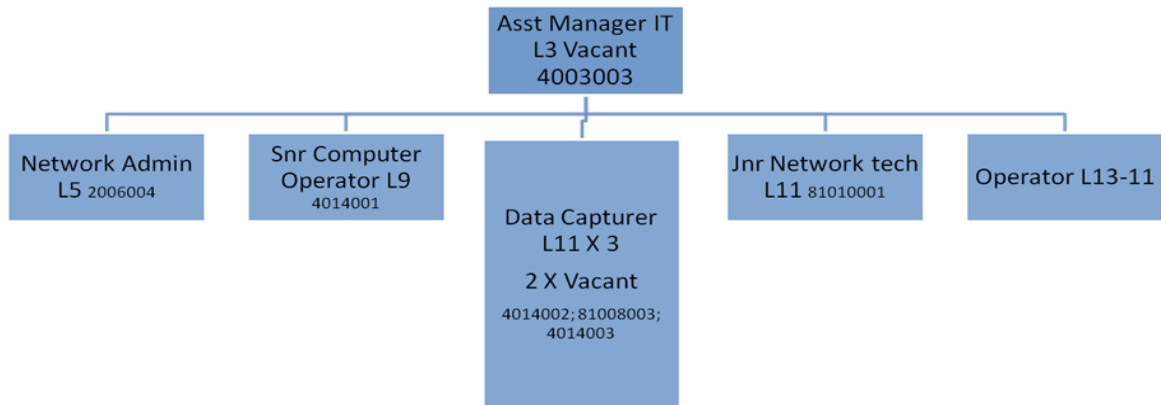 Asst Manager IT
L3 Vacant
4003003
Network Admin
L5 2006004
Snr Computer
Operator L9
4014001
Data Capturer
L11 X 3
2 X Vacant
4014002; 81008003;
4014003
Jnr Network tech
L11 81010001
Operator L13-11